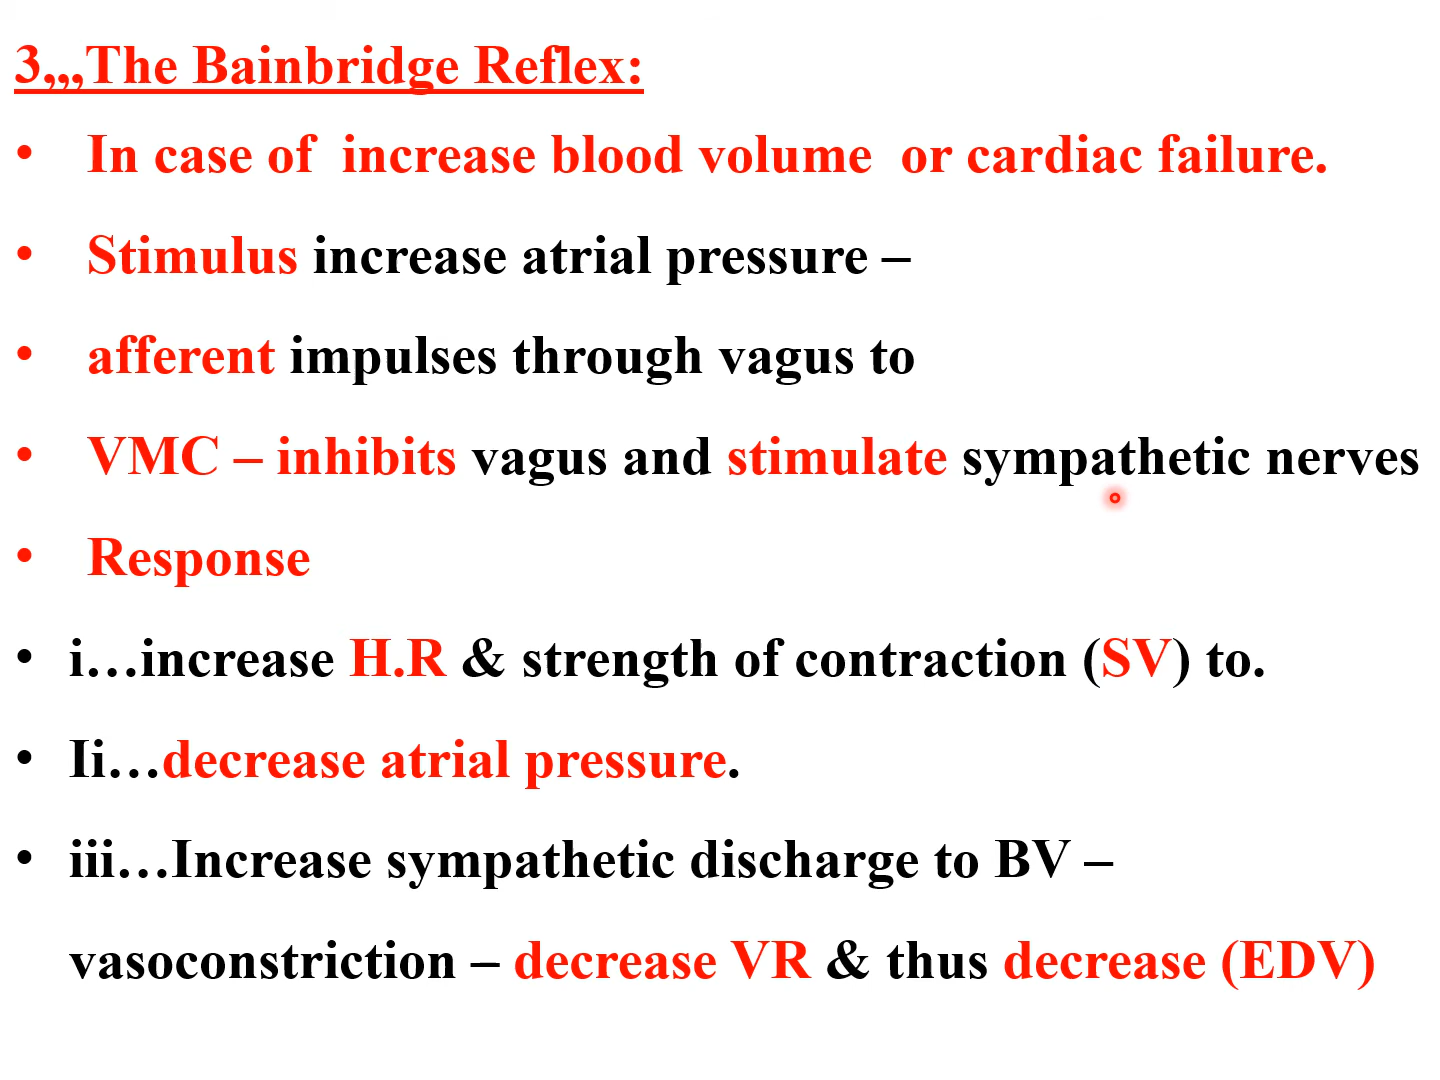 3,,,The Bainbridge Reflex:
• In case of increase blood volume or cardiac failure.
• Stimulus increase atrial pressure –
• afferent impulses through vagus to
• VMC – inhibits vagus and stimulate sympathetic nerves
• Response
• i…increase H.R & strength of contraction (SV) to.
• Ii…decrease atrial pressure.
• iii…Increase sympathetic discharge to BV –
vasoconstriction – decrease VR & thus decrease (EDV)